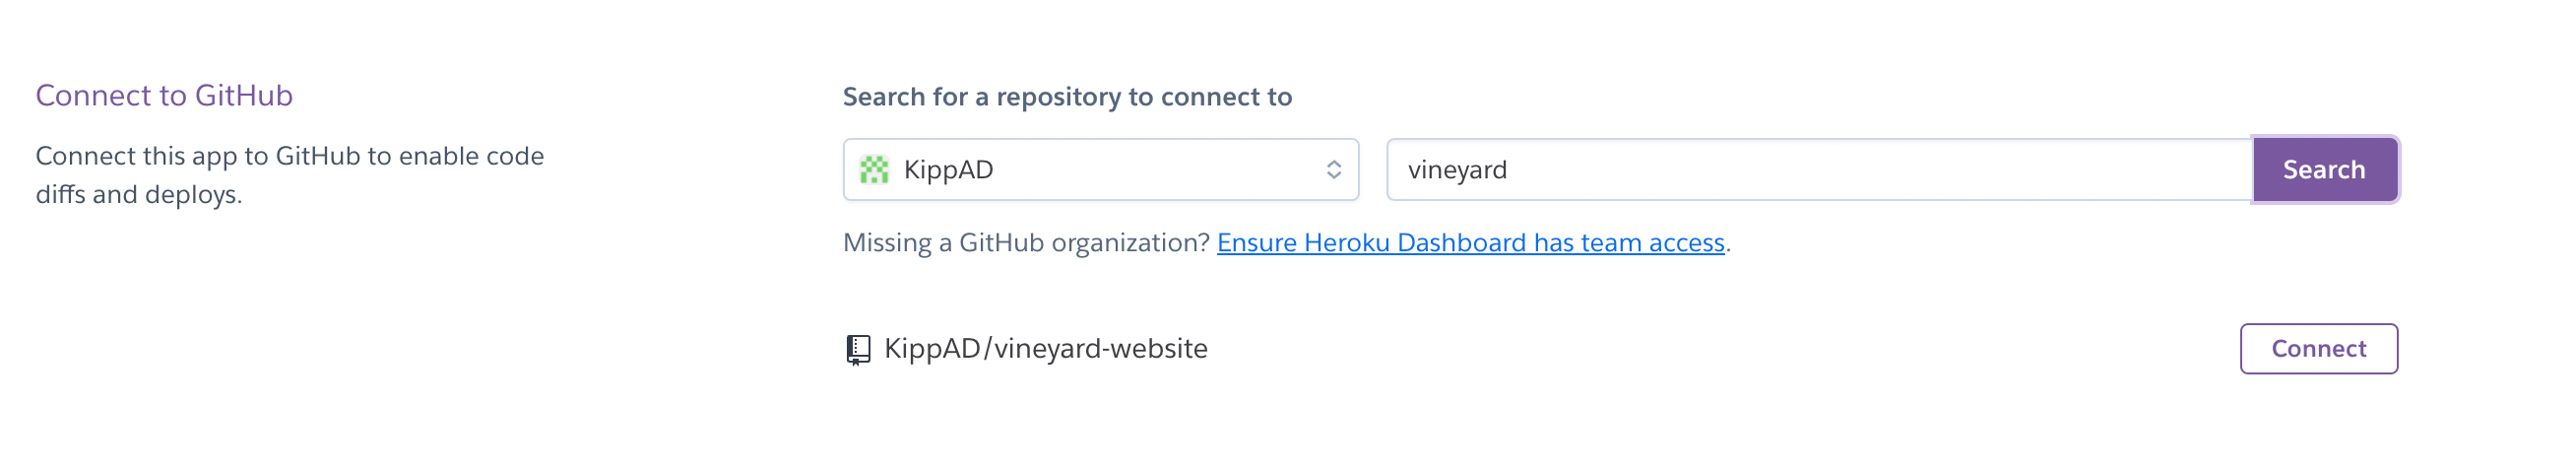 Connect to GitHub
Connect this app to GitHub to enable code
diffs and deploys.
Search for a repository to connect to
KippAD
vineyard
Search
Missing a GitHub organization? Ensure Heroku Dashboard has team access.
KippAD/vineyard-website
Connect